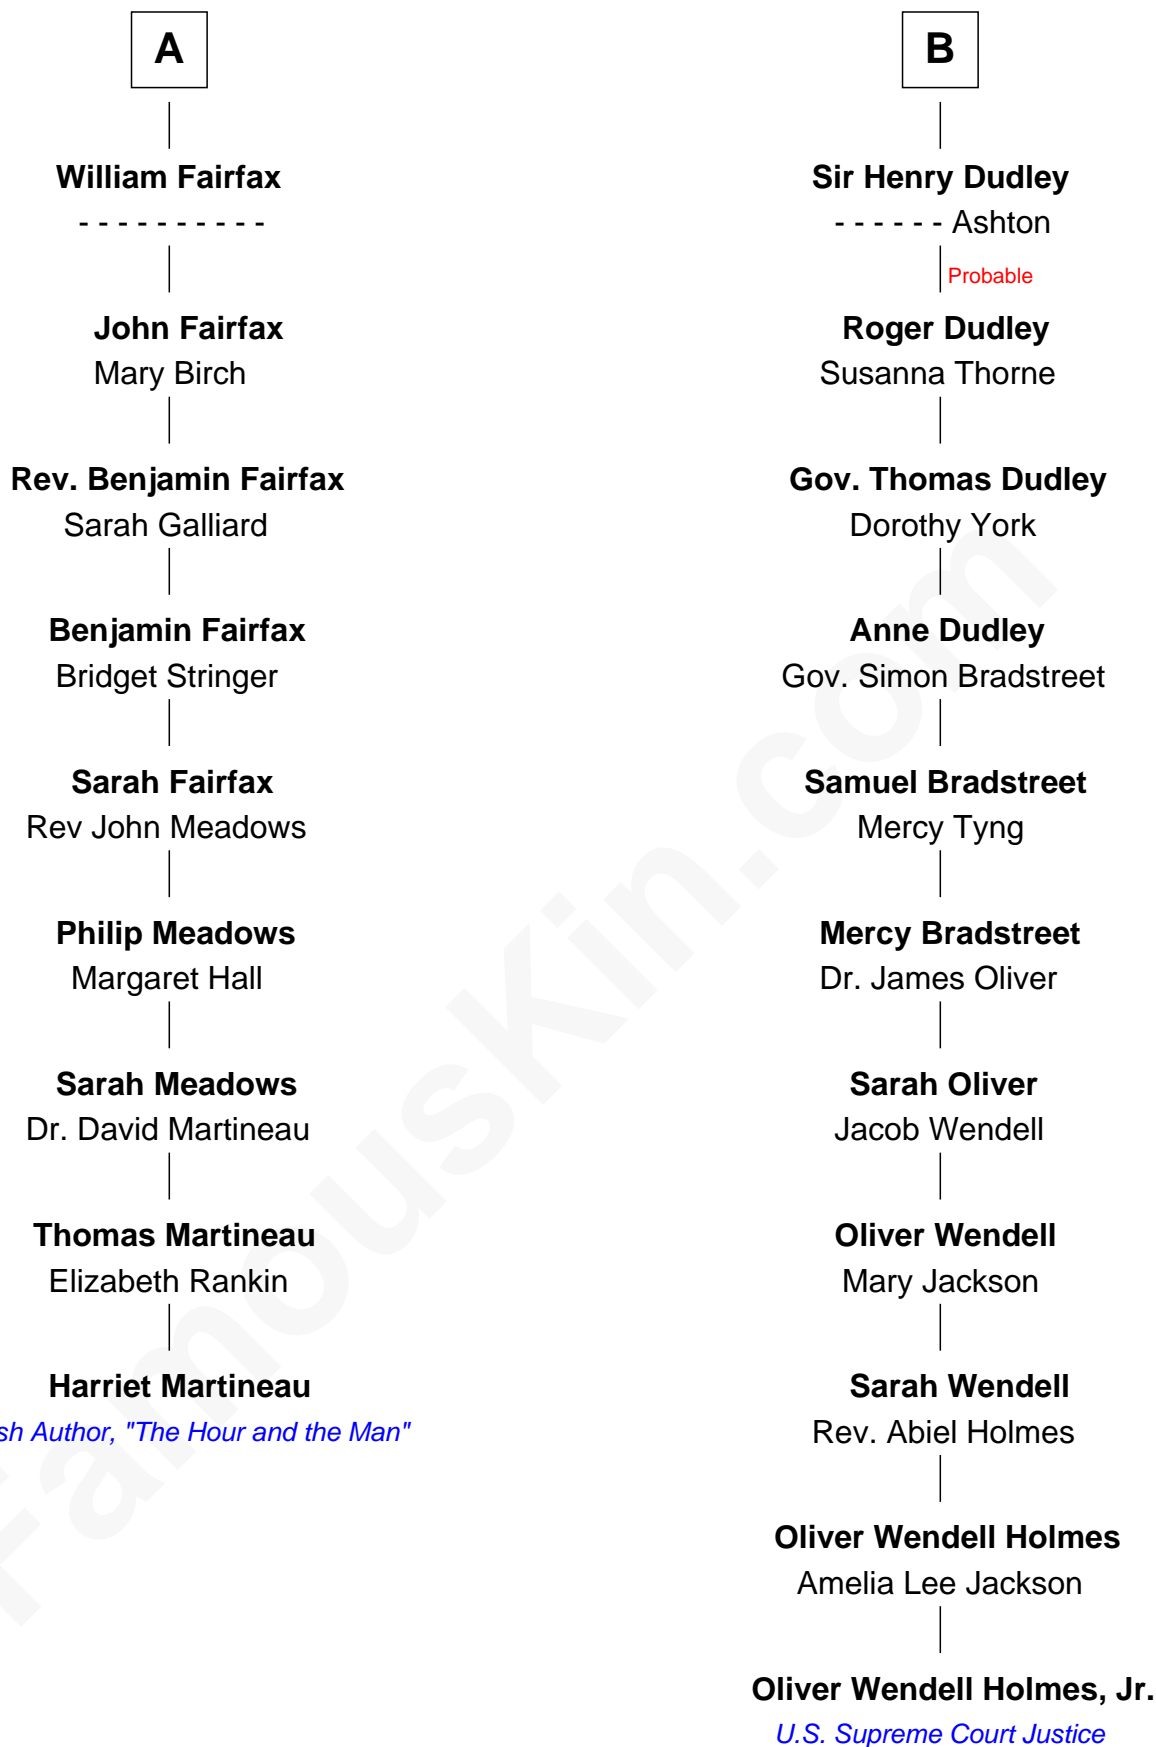 A
William Fairfax
- - - - - - - - - -
John Fairfax
Mary Birch
Rev. Benjamin Fairfax
Sarah Galliard
Benjamin Fairfax
Bridget Stringer
Sarah Fairfax
Rev John Meadows
Philip Meadows
Margaret Hall
Sarah Meadows
Dr. David Martineau
Thomas Martineau
Elizabeth Rankin
Harriet Martineau
Author, "The Hour and the Man"
B
Sir Henry Dudley
- - - - - - Ashton
Probable
Roger Dudley
Susanna Thorne
Gov. Thomas Dudley
Dorothy York
Anne Dudley
Gov. Simon Bradstreet
Samuel Bradstreet
Mercy Tyng
Mercy Bradstreet
Dr. James Oliver
Sarah Oliver
Jacob Wendell
Oliver Wendell
Mary Jackson
Sarah Wendell
Rev. Abiel Holmes
Oliver Wendell Holmes
Amelia Lee Jackson
Oliver Wendell Holmes, Jr.
U.S. Supreme Court Justice
FamousKin.com